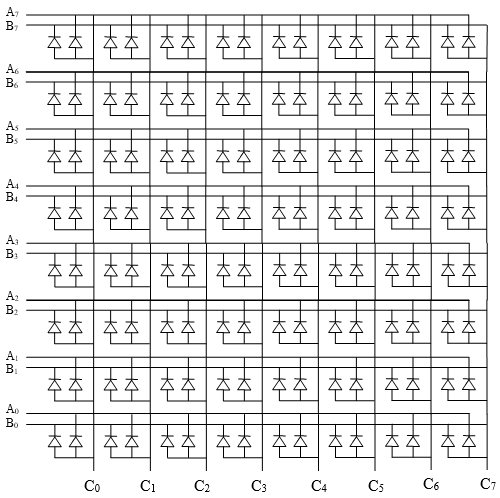 A₇
B₇
A₆
B₆
A₅
B₅
A₄
B₄
A₃
B₃
A₂
B₂
A₁
B₁
A₀
B₀
C₀ C₁ C₂ C₃ C₄ C₅ C₆ C₇